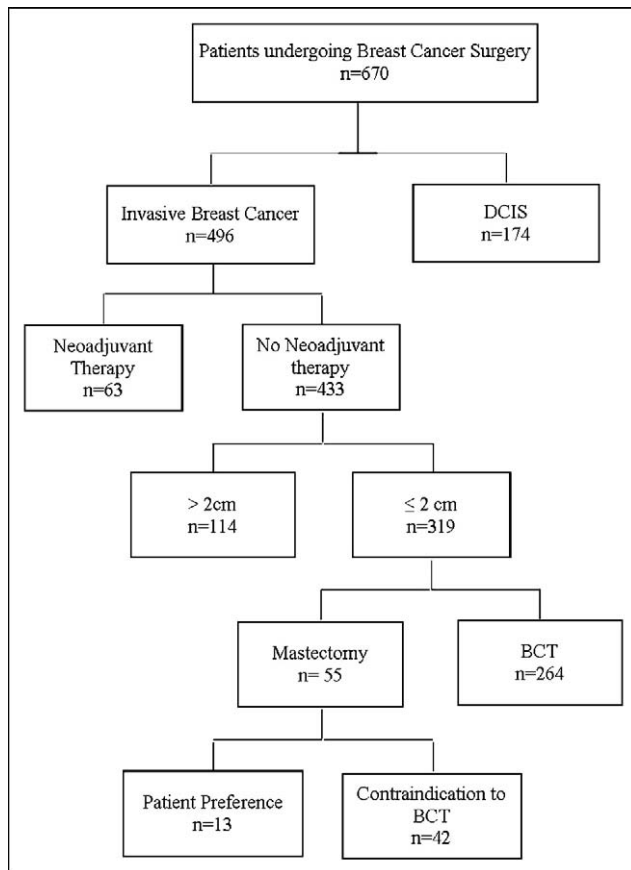 Patients undergoing Breast Cancer Surgery
n=670
Invasive Breast Cancer
n=496
DCIS
n=174
Neoadjuvant
Therapy
n=63
No Neoadjuvant
therapy
n=433
> 2cm
n=114
≤ 2 cm
n=319
Mastectomy
n= 55
BCT
n=264
Patient Preference
n=13
Contraindication to
BCT
n=42